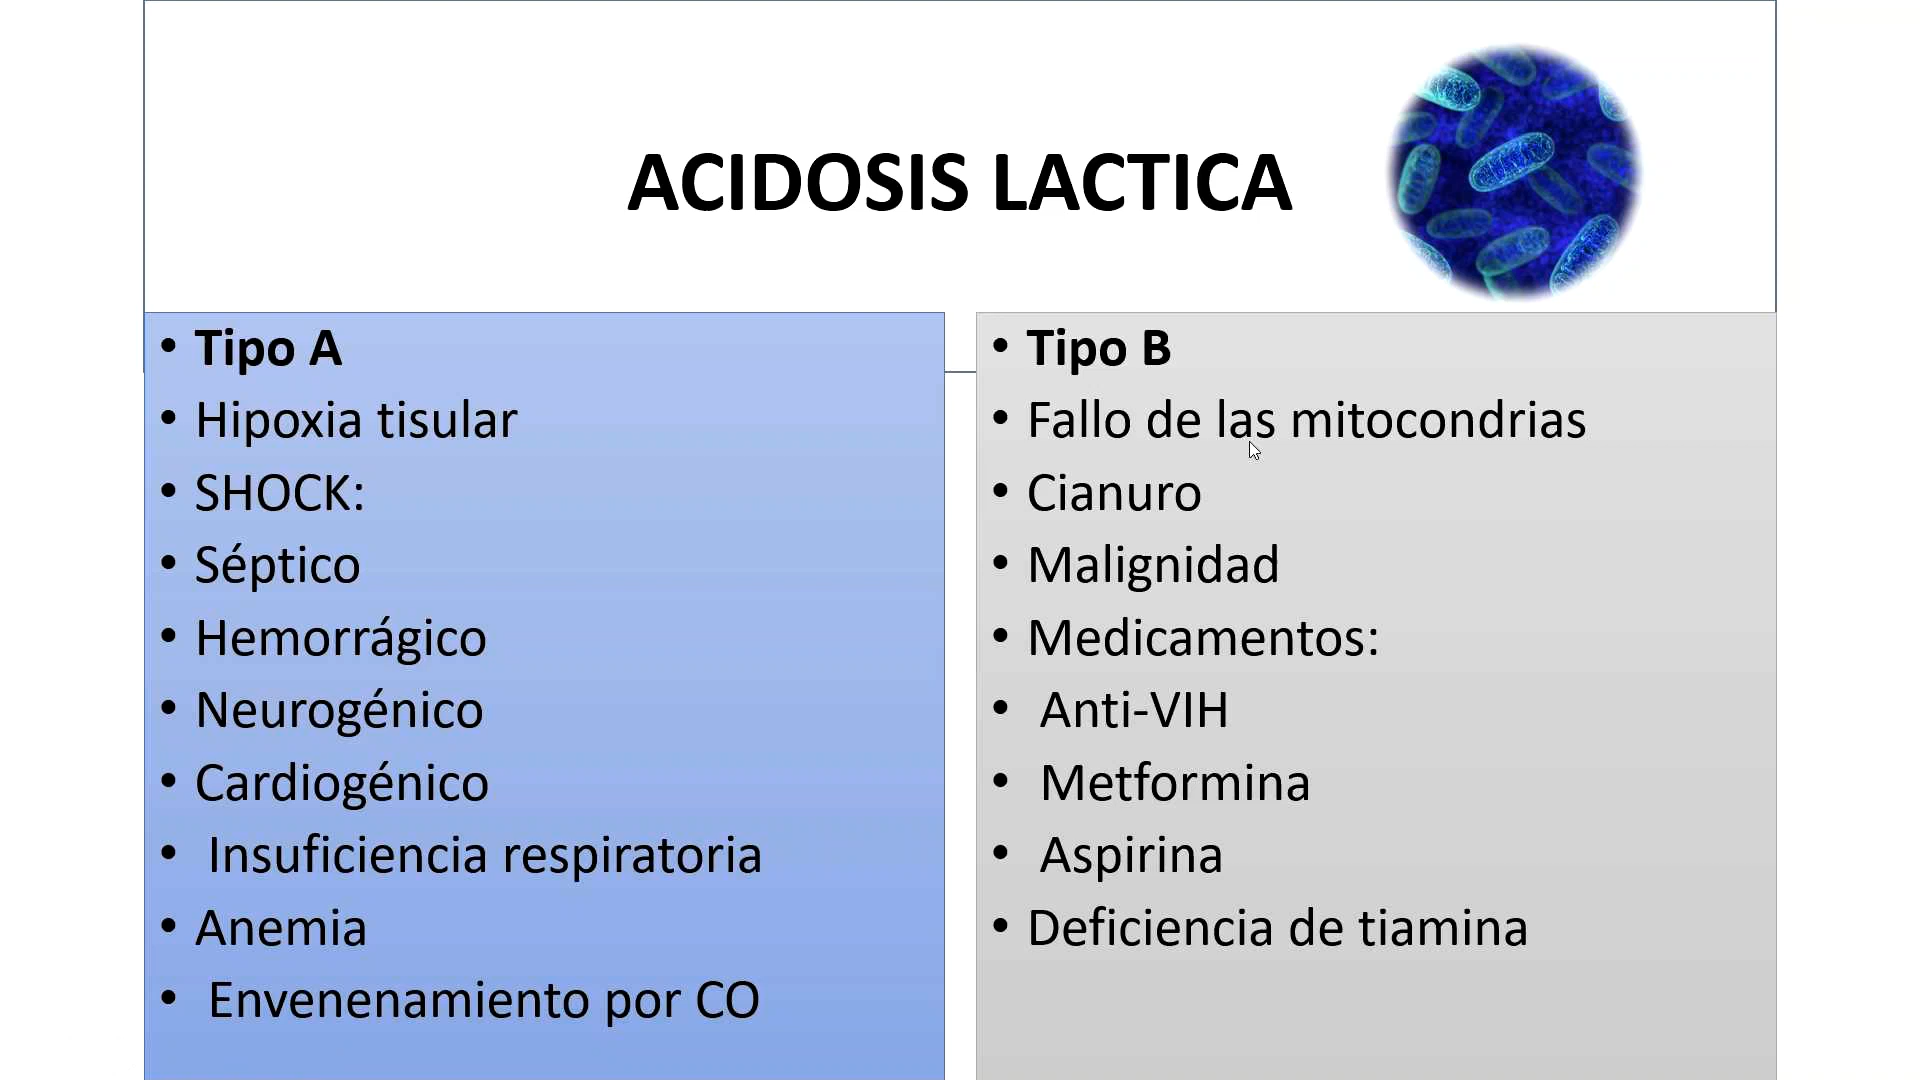 ACIDOSIS LACTICA
• Tipo A
• Hipoxia tisular
• SHOCK:
• Séptico
• Hemorrágico
• Neurogénico
• Cardiogénico
• Insuficiencia respiratoria
• Anemia
• Envenenamiento por CO
• Tipo B
• Fallo de las mitocondrias
• Cianuro
• Malignidad
• Medicamentos:
• Anti-VIH
• Metformina
• Aspirina
• Deficiencia de tiamina